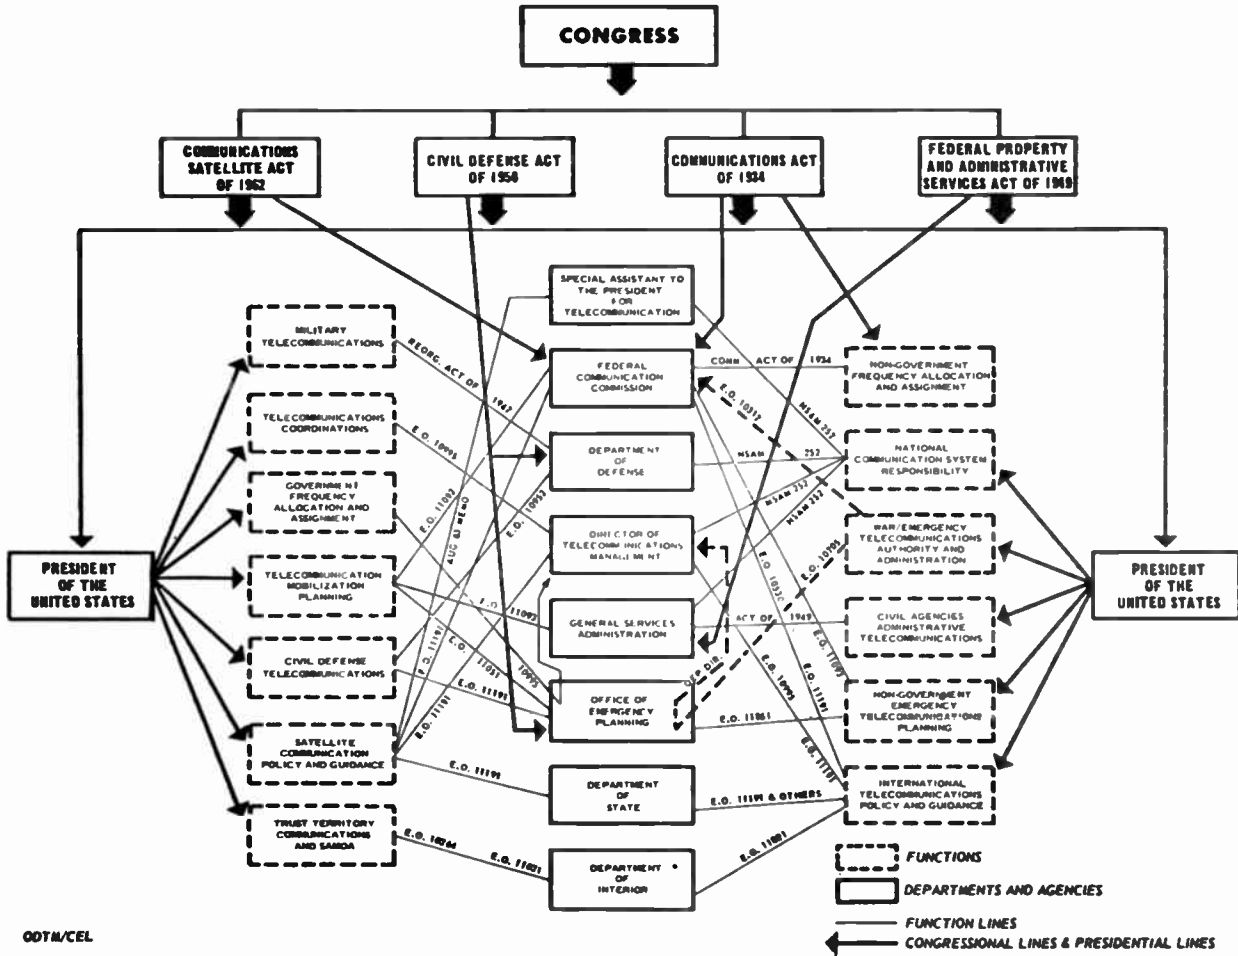 CONGRESS
COMMUNICATIONS
SATELLITE ACT
OF 1962
CIVIL DEFENSE ACT
OF 1950
COMMUNICATIONS ACT
OF 1934
FEDERAL PROPERTY
AND ADMINISTRATIVE
SERVICES ACT OF 1949
PRESIDENT
OF THE
UNITED STATES
MILITARY
TELECOMMUNICATIONS
TELECOMMUNICATIONS
COORDINATIONS
GOVERNMENT
FREQUENCY
ALLOCATION AND
ASSIGNMENT
TELECOMMUNICATION
MOBILIZATION
PLANNING
CIVIL DEFENSE
TELECOMMUNICATIONS
SATELLITE
COMMUNICATION
POLICY AND GUIDANCE
TRUST TERRITORY
COMMUNICATIONS
AND SAMOA
REORG. ACT OF 1947
E.O. 10995
E.O. 11092
AUG 63 MEMO
E.O. 10952
E.O. 11092
E.O. 11051
10995
E.O. 11191
E.O. 11191
E.O. 11191
E.O. 11191
E.O. 10264
E.O. 11021
SPECIAL ASSISTANT TO
THE PRESIDENT
FOR
TELECOMMUNICATION
FEDERAL
COMMUNICATION
COMMISSION
DEPARTMENT
OF
DEFENSE
DIRECTOR OF
TELECOMMUNICATIONS
MANAGEMENT
GENERAL SERVICES
ADMINISTRATION
OFFICE OF
EMERGENCY
PLANNING
DEPARTMENT
OF
STATE
DEPARTMENT
OF
INTERIOR
COMM. ACT OF 1934
E.O. 10312
NSAM 252
NSAM 252
NSAM 252
E.O. 10705
ACT OF 1949
E.O. 11092
E.O. 10995
E.O. 11191
DEP DIR.
E.O. 11191
E.O. 11191 & OTHERS
NON-GOVERNMENT
FREQUENCY ALLOCATION
AND ASSIGNMENT
NATIONAL
COMMUNICATION SYSTEM
RESPONSIBILITY
WAR/EMERGENCY
TELECOMMUNICATIONS
AUTHORITY AND
ADMINISTRATION
CIVIL AGENCIES
ADMINISTRATIVE
TELECOMMUNICATIONS
NON-GOVERNMENT
EMERGENCY
TELECOMMUNICATIONS
PLANNING
INTERNATIONAL
TELECOMMUNICATIONS
POLICY AND GUIDANCE
PRESIDENT
OF THE
UNITED STATES
FUNCTIONS
DEPARTMENTS AND AGENCIES
FUNCTION LINES
CONGRESSIONAL LINES & PRESIDENTIAL LINES
ODTM/CEL